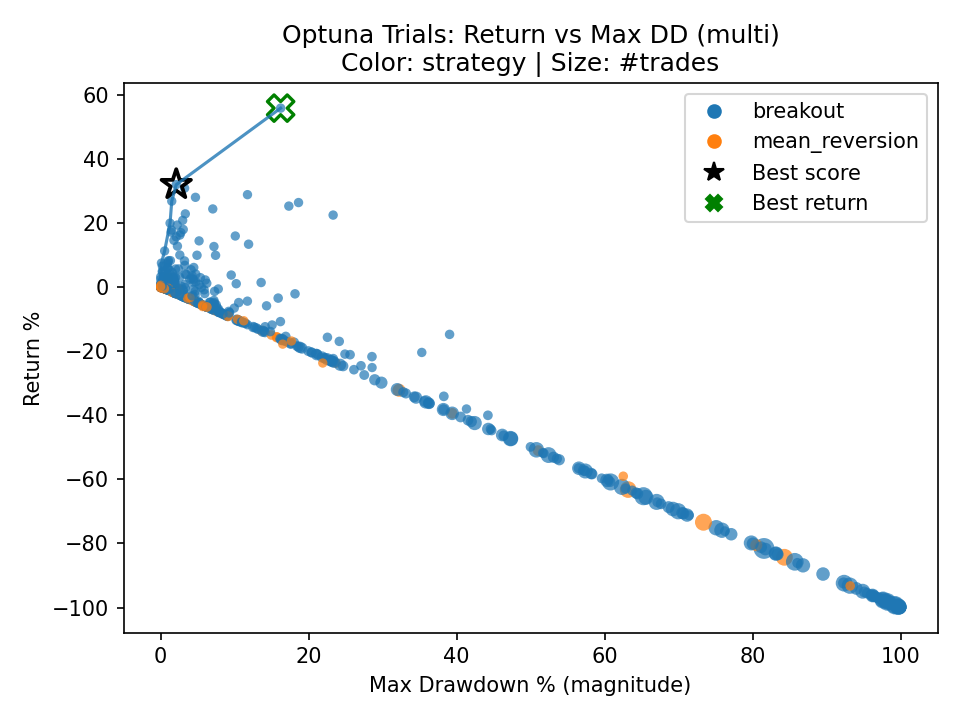 Optuna Trials: Return vs Max DD (multi)
Color: strategy | Size: #trades
60
40
20
0
−20
−40
−60
−80
−100
Return %
breakout
mean_reversion
Best score
Best return
0 20 40 60 80 100
Max Drawdown % (magnitude)